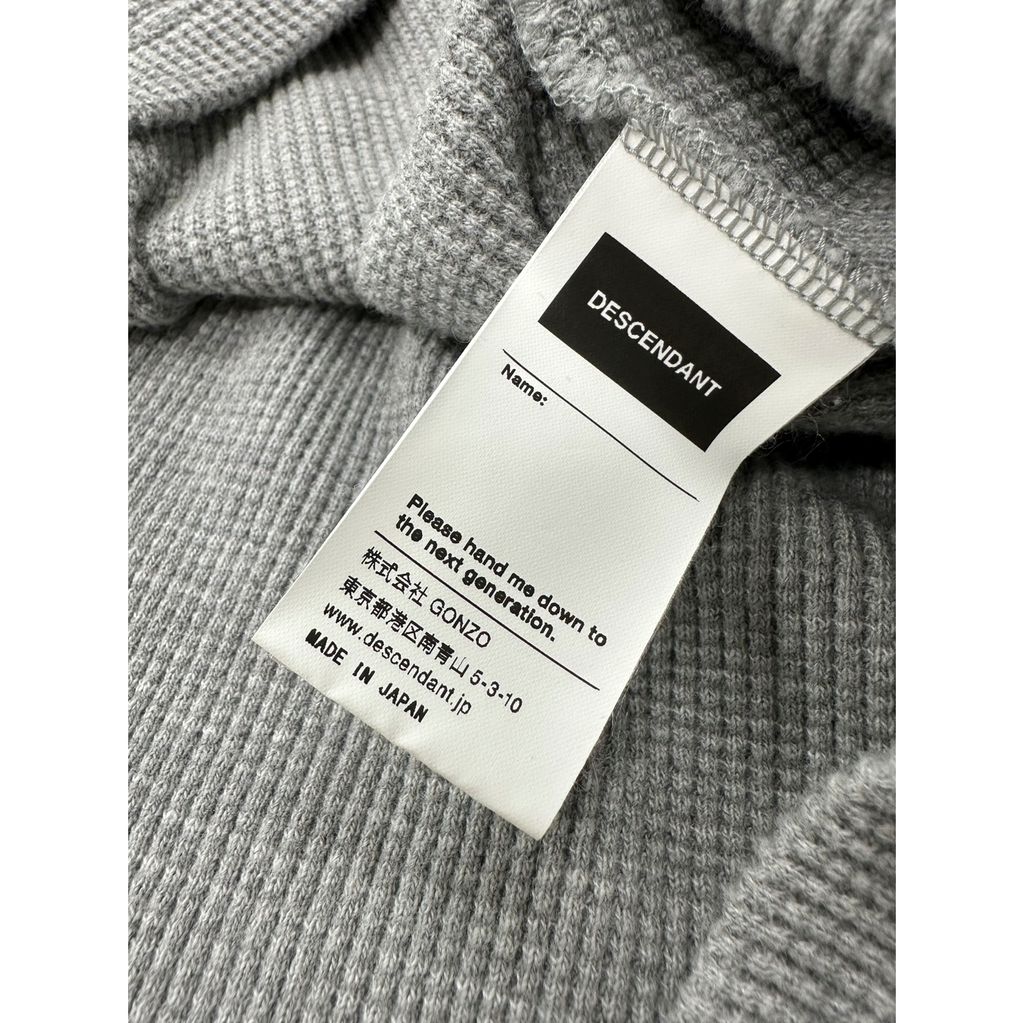 DESCENDANT
Name:
Please hand me down to
the next generation.
株式会社 GONZO
東京都港区南青山 5-3-10
www.descendant.jp
MADE IN JAPAN